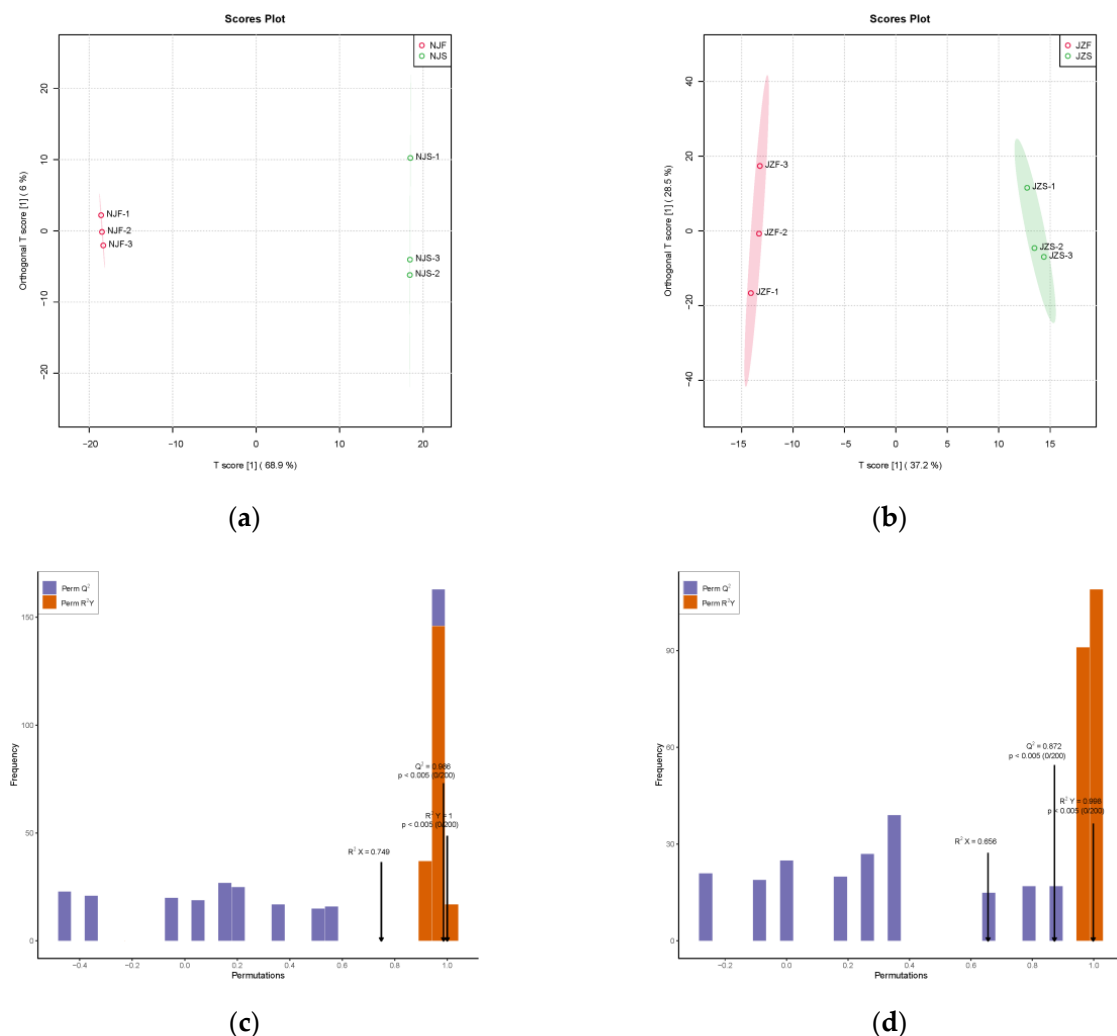 Scores Plot
NJF
NJS
20
10
0
−10
−20
Orthogonal T score [1] ( 6 %)
NJS-1
NJF-1
NJF-2
NJF-3
NJS-3
NJS-2
−20
−10
0
10
20
T score [1] ( 68.9 %)
(a)
Scores Plot
JZF
JZS
40
20
0
−20
−40
Orthogonal T score [1] ( 28.5 %)
JZF-3
JZS-1
JZF-2
JZS-2
JZS-3
JZF-1
−15
−10
−5
0
5
10
15
T score [1] ( 37.2 %)
(b)
Perm Q²
Perm R²Y
150
100
50
0
Frequency
p < 0.005 (0/200)
R² Y = 1
p < 0.005 (0/200)
R² X = 0.749
−0.4
−0.2
0.0
0.2
0.4
0.6
0.8
1.0
Permutations
(c)
Perm Q²
Perm R²Y
90
60
30
0
Frequency
Q² = 0.872
p < 0.005 (0/200)
R² Y = 0.998
p < 0.005 (0/200)
R² X = 0.656
−0.2
0.0
0.2
0.4
0.6
0.8
1.0
Permutations
(d)